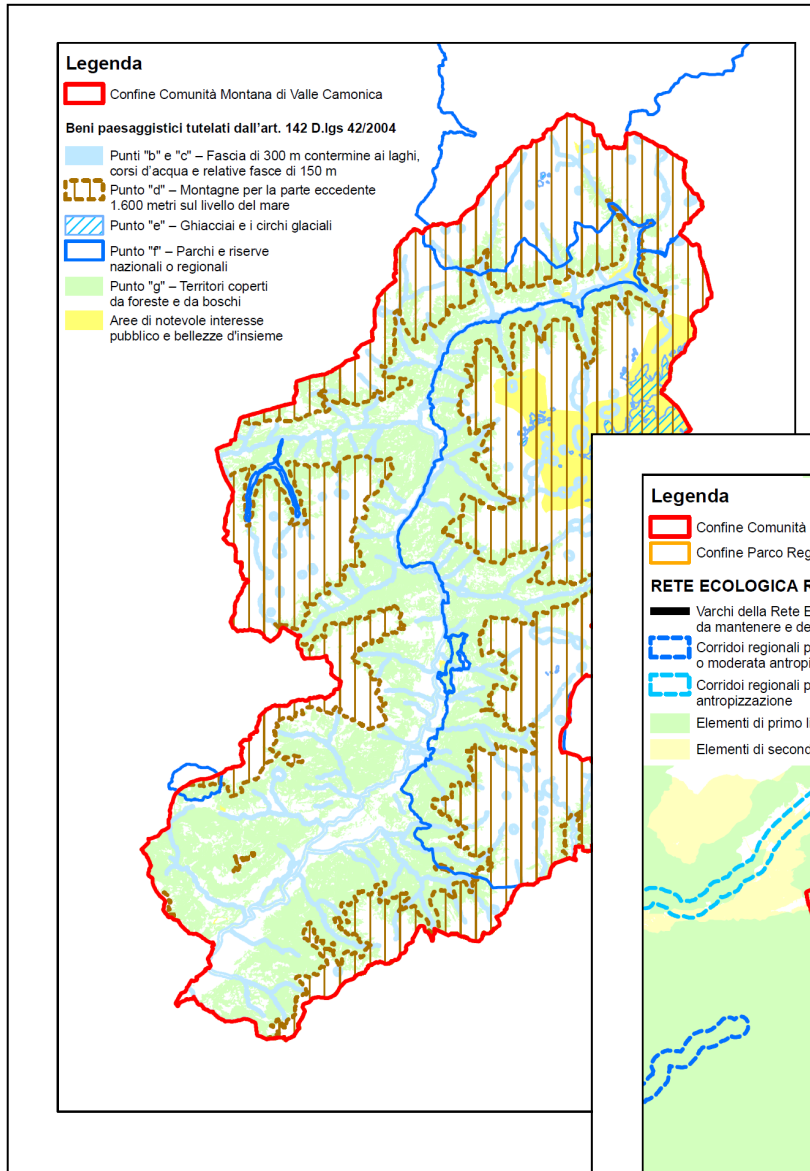 Legenda
Confine Comunità Montana di Valle Camonica
Beni paesaggistici tutelati dall'art. 142 D.lgs 42/2004
Punti "b" e "c" – Fascia di 300 m contermine ai laghi,
corsi d'acqua e relative fasce di 150 m
Punto "d" – Montagne per la parte eccedente
1.600 metri sul livello del mare
Punto "e" – Ghiacciai e i circhi glaciali
Punto "f" – Parchi e riserve
nazionali o regionali
Punto "g" – Territori coperti
da foreste e da boschi
Aree di notevole interesse
pubblico e bellezze d'insieme
Legenda
Confine Comunità
Confine Parco Reg
RETE ECOLOGICA R
Varchi della Rete E
da mantenere e de
Corridoi regionali p
o moderata antropi
Corridoi regionali p
antropizzazione
Elementi di primo li
Elementi di second